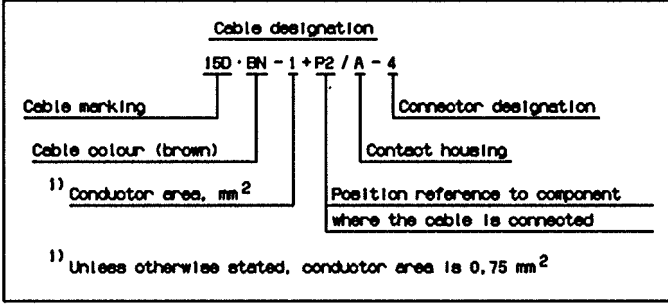 Cable designation
15D · BN - 1 + P2 / A - 4
Cable marking
Connector designation
Cable colour (brown)
Contact housing
1) Conductor area, mm2
Position reference to component
where the cable is connected
1) Unless otherwise stated, conductor area is 0,75 mm2